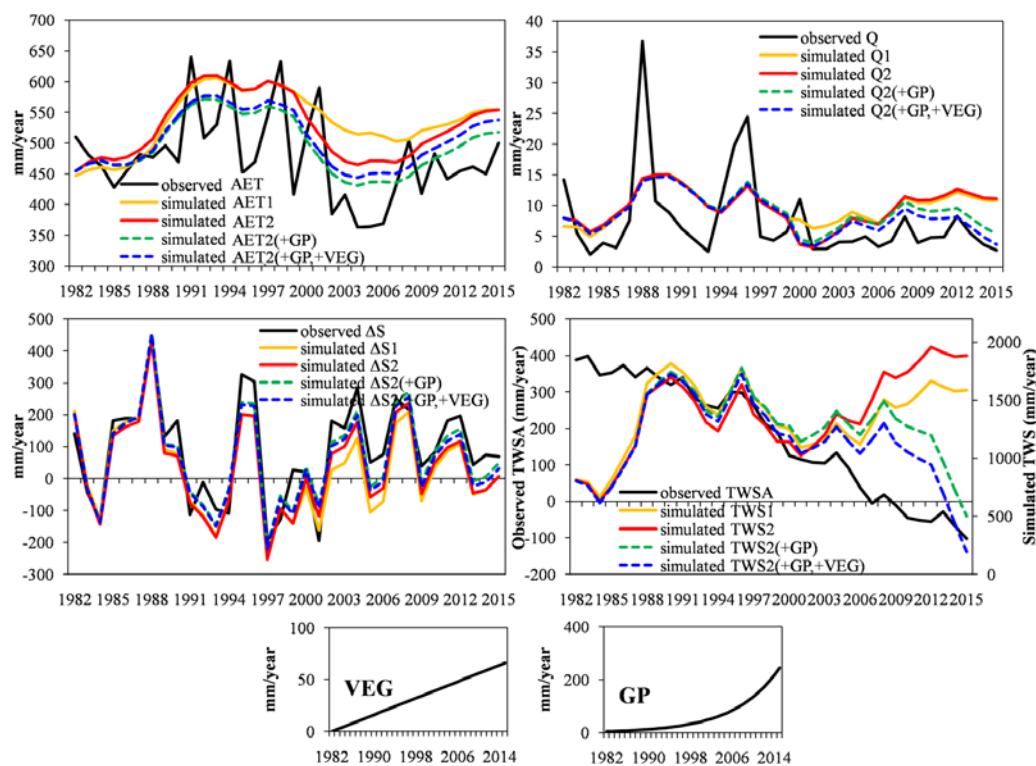 mm/year
700
650
600
550
500
450
400
350
300
observed AET
simulated AET1
simulated AET2
simulated AET2(+GP)
simulated AET2(+GP,+VEG)
1982 1985 1988 1991 1994 1997 2000 2003 2006 2009 2012 2015
mm/year
40
35
30
25
20
15
10
5
0
observed Q
simulated Q1
simulated Q2
simulated Q2(+GP)
simulated Q2(+GP,+VEG)
1982 1985 1988 1991 1994 1997 2000 2003 2006 2009 2012 2015
mm/year
500
400
300
200
100
0
-100
-200
-300
observed ΔS
simulated ΔS1
simulated ΔS2
simulated ΔS2(+GP)
simulated ΔS2(+GP,+VEG)
1982 1985 1988 1991 1994 1997 2000 2003 2006 2009 2012 2015
Observed TWSA (mm/year)
500
400
300
200
100
0
-100
-200
observed TWSA
simulated TWS1
simulated TWS2
simulated TWS2(+GP)
simulated TWS2(+GP,+VEG)
2000
1500
1000
500
0
Simulated TWS (mm/year)
1982 1985 1988 1991 1994 1997 2000 2003 2006 2009 2012 2015
mm/year
100
50
0
VEG
1982 1990 1998 2006 2014
mm/year
400
200
0
GP
1982 1990 1998 2006 2014